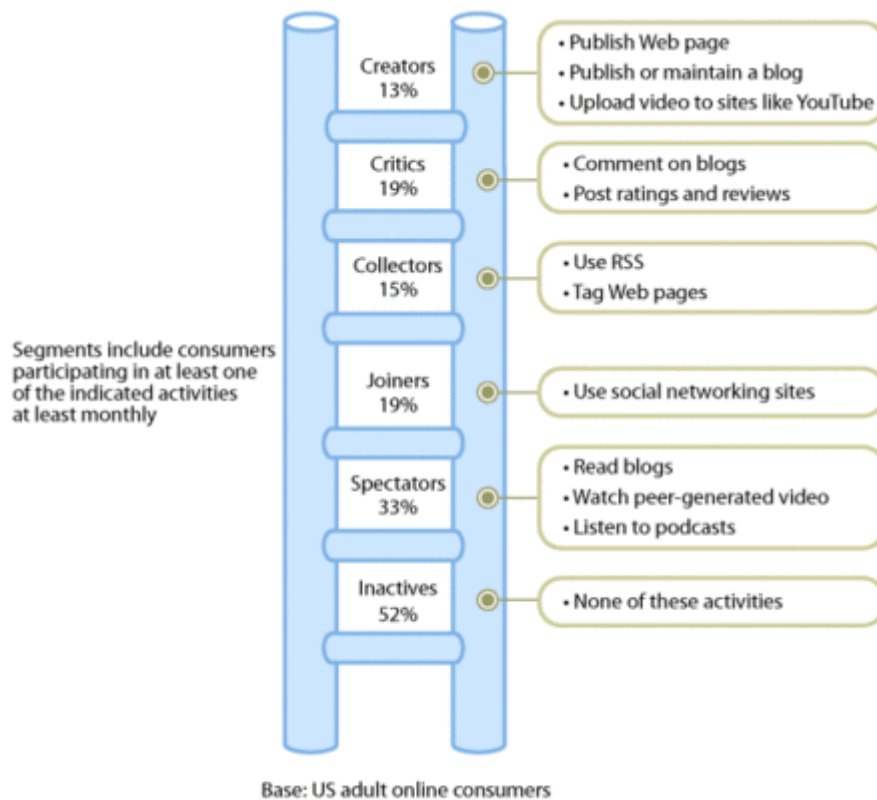 Creators
13%
• Publish Web page
• Publish or maintain a blog
• Upload video to sites like YouTube
Critics
19%
• Comment on blogs
• Post ratings and reviews
Collectors
15%
• Use RSS
• Tag Web pages
Segments include consumers
participating in at least one
of the indicated activities
at least monthly
Joiners
19%
• Use social networking sites
Spectators
33%
• Read blogs
• Watch peer-generated video
• Listen to podcasts
Inactives
52%
• None of these activities
Base: US adult online consumers